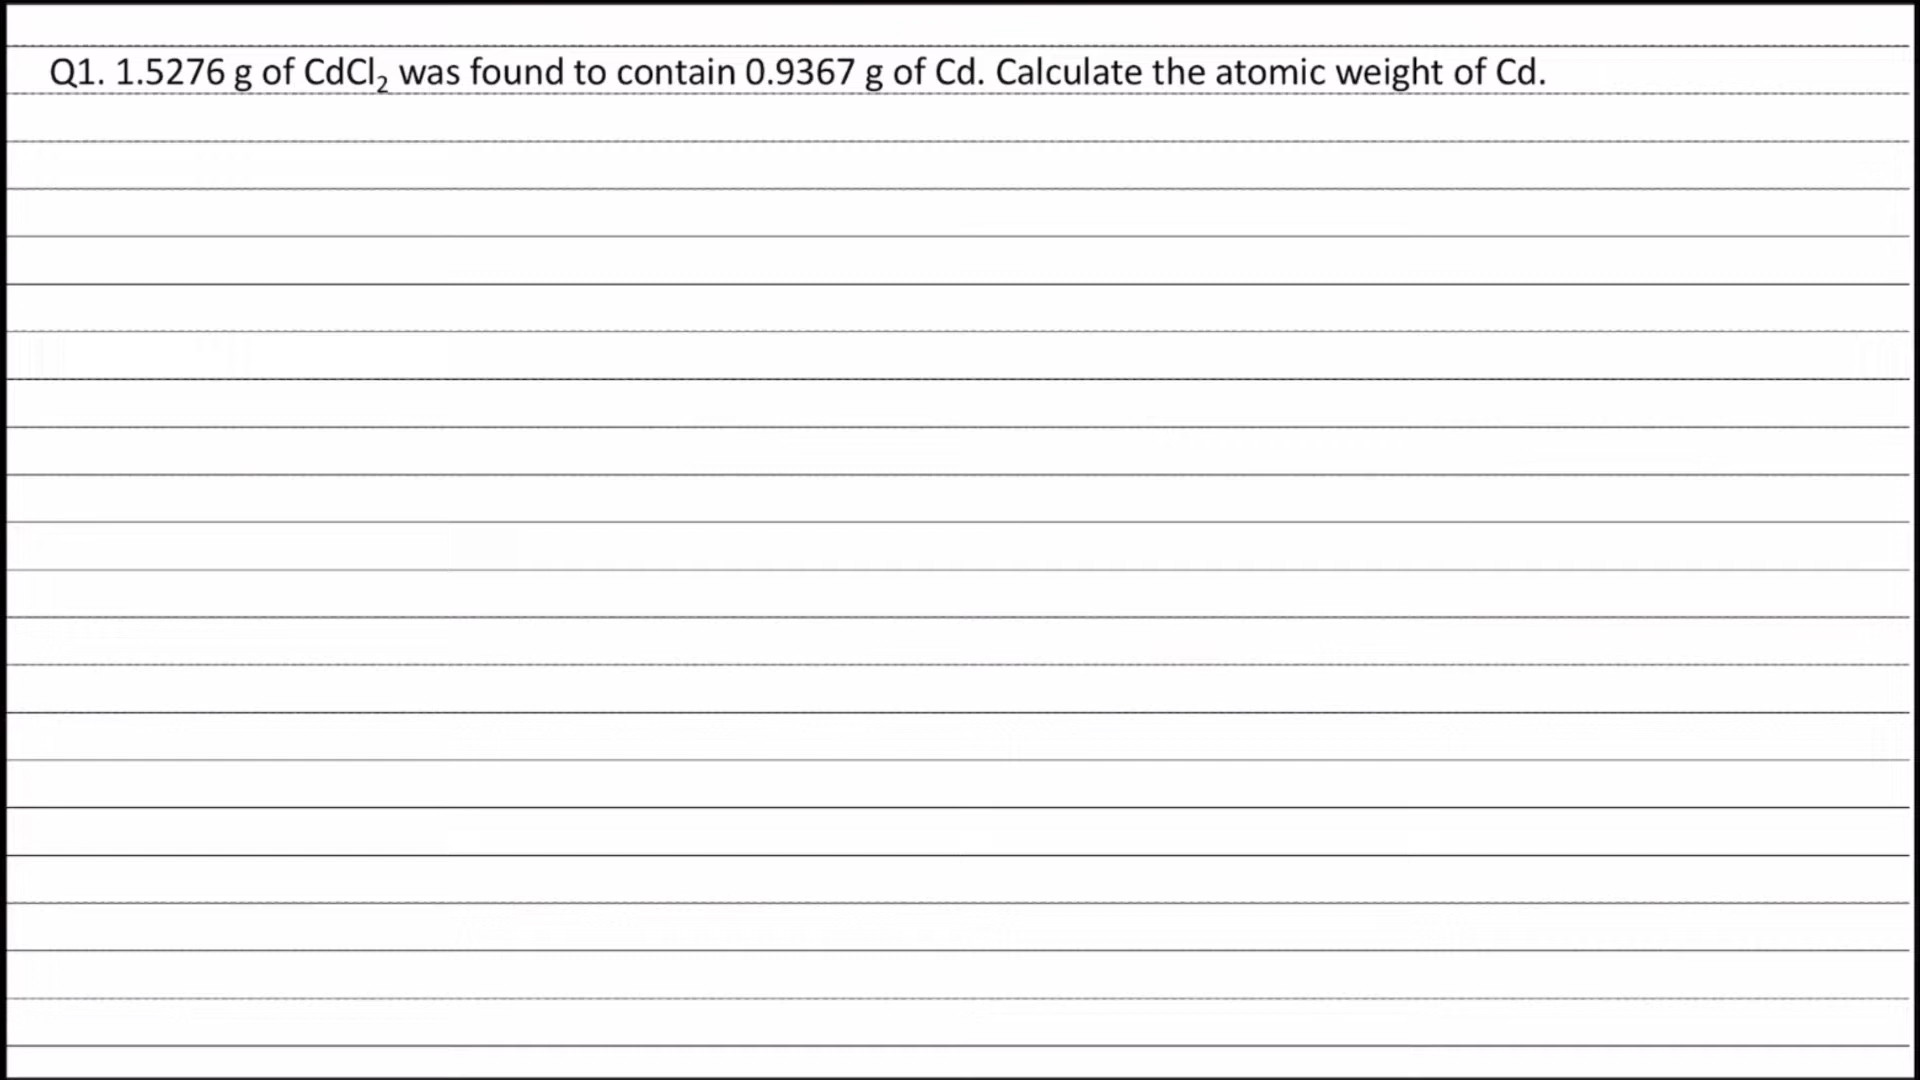 Q1. 1.5276 g of CdCl₂ was found to contain 0.9367 g of Cd. Calculate the atomic weight of Cd.